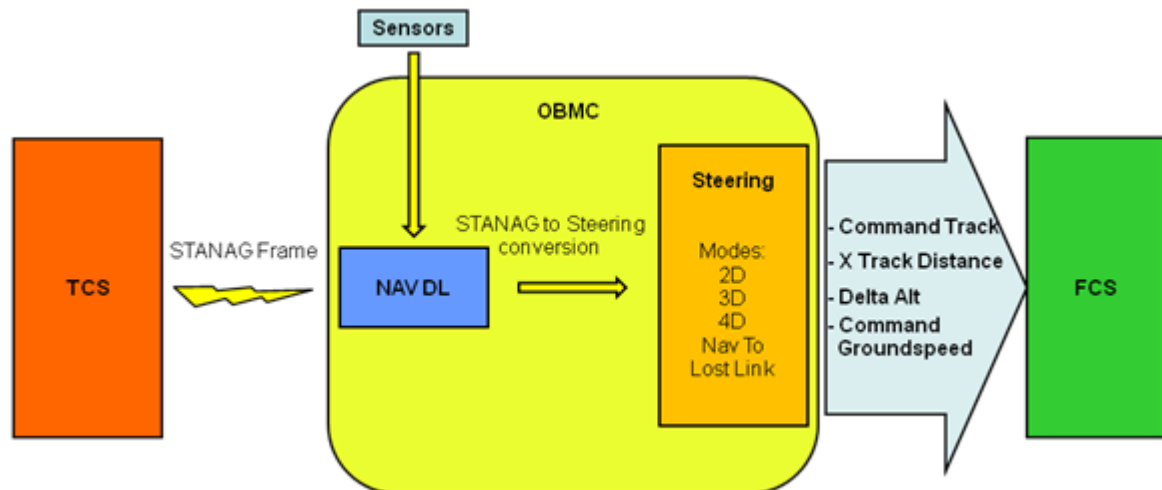 Sensors
OBMC
TCS
STANAG Frame
NAV DL
STANAG to Steering
conversion
Steering
Modes:
2D
3D
4D
Nav To
Lost Link
- Command Track
- X Track Distance
- Delta Alt
- Command
Groundspeed
FCS